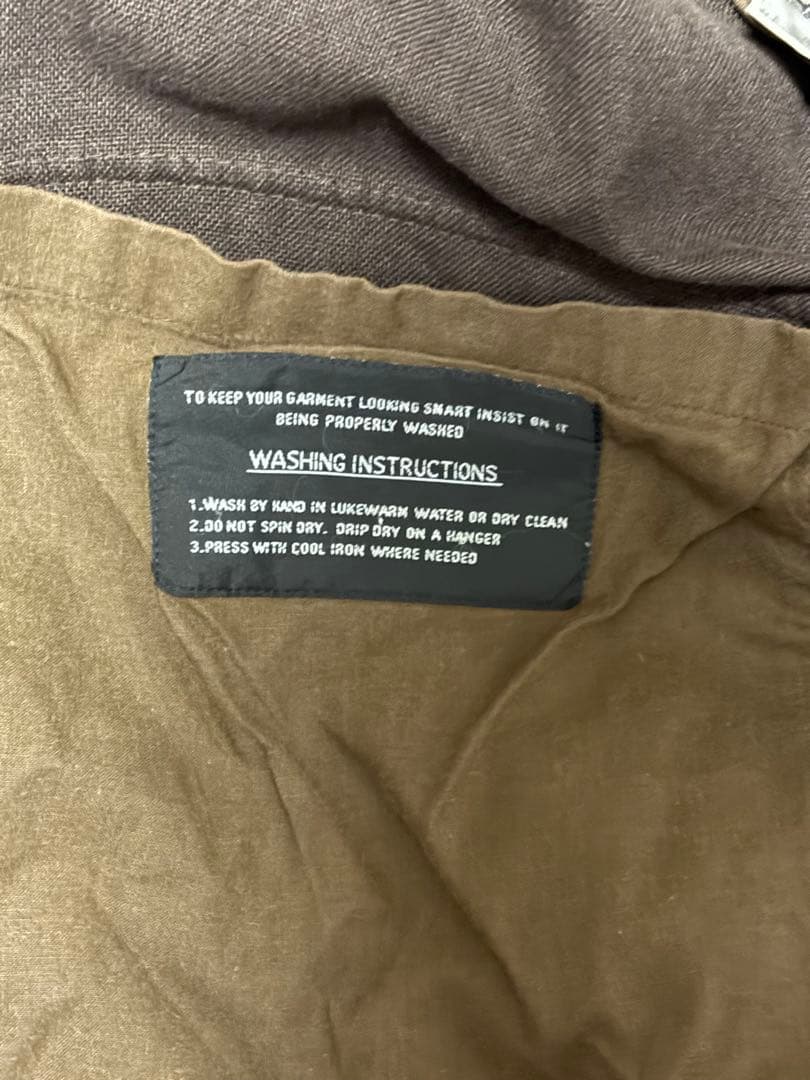 TO KEEP YOUR GARMENT LOOKING SMART INSIST ON IT
BEING PROPERLY WASHED
WASHING INSTRUCTIONS
1.WASH BY HAND IN LUKEWARM WATER OR DRY CLEAN
2.DO NOT SPIN DRY. DRIP DRY ON A HANGER
3.PRESS WITH COOL IRON WHERE NEEDED